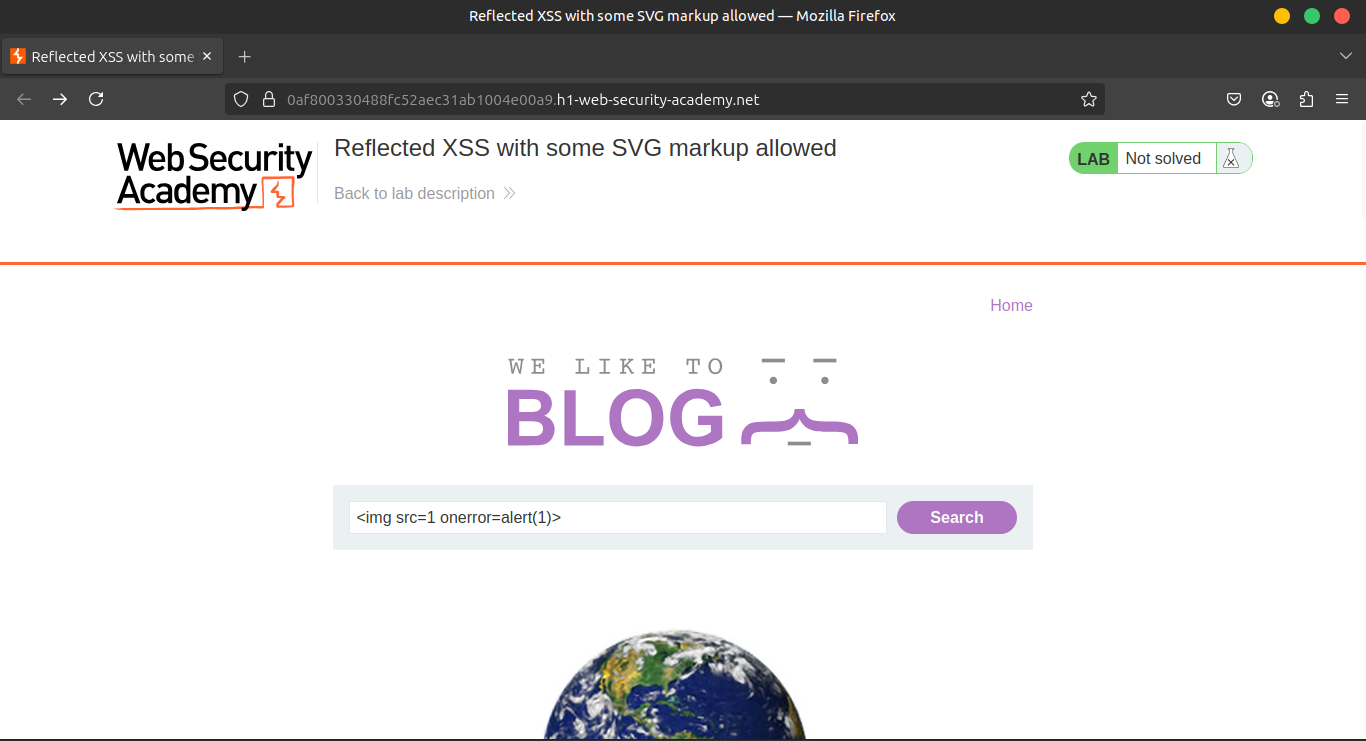 Reflected XSS with some SVG markup allowed — Mozilla Firefox
Reflected XSS with some
0af800330488fc52aec31ab1004e00a9.h1-web-security-academy.net
Web Security
Academy
Reflected XSS with some SVG markup allowed
Back to lab description
LAB Not solved
Home
WE LIKE TO
BLOG
<img src=1 onerror=alert(1)>
Search